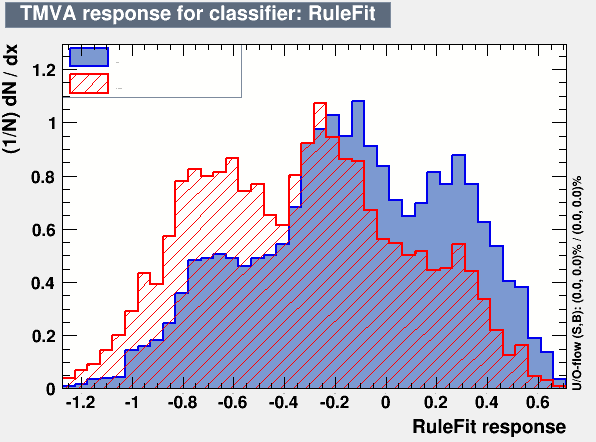 TMVA response for classifier: RuleFit
(1/N) dN / dx
1.2
1
0.8
0.6
0.4
0.2
0
-1.2 -1 -0.8 -0.6 -0.4 -0.2 0 0.2 0.4 0.6
RuleFit response
U/O-flow (S,B): (0.0, 0.0)% / (0.0, 0.0)%